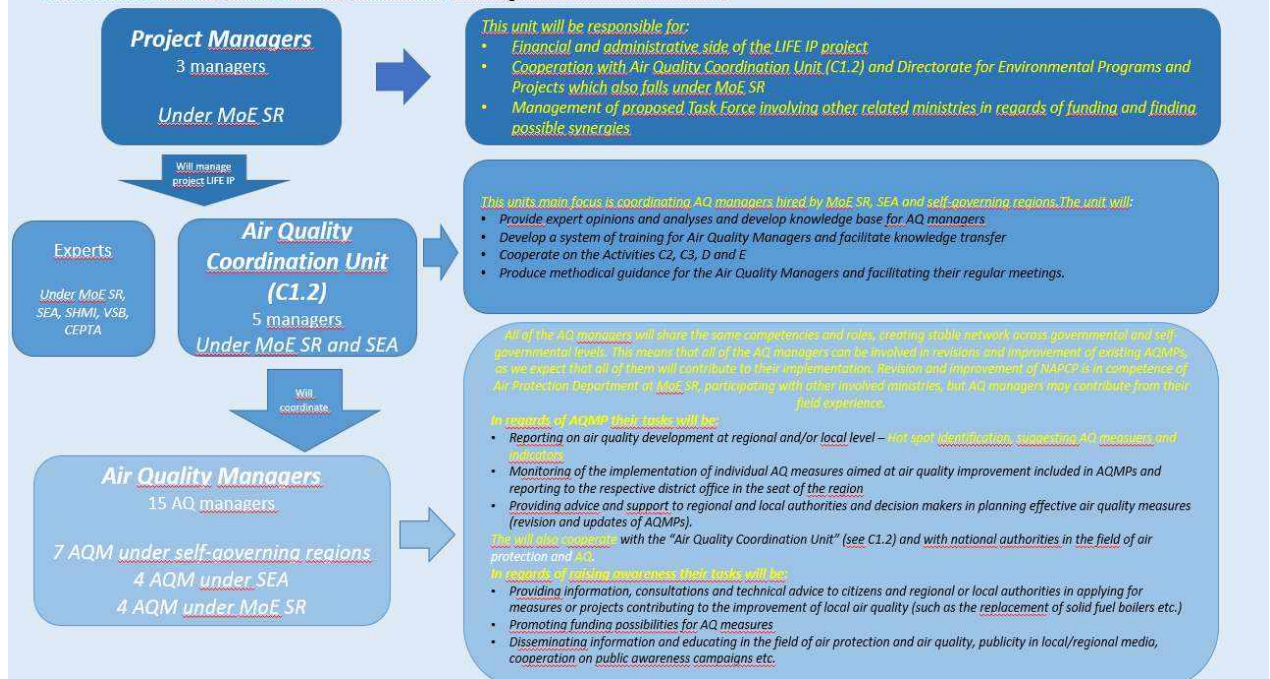 Project Managers
3 managers
Under MoE SR
This unit will be responsible for:
• Financial and administrative side of the LIFE IP project
• Cooperation with Air Quality Coordination Unit (C1.2) and Directorate for Environmental Programs and
Projects which also falls under MoE SR
• Management of proposed Task Force involving other related ministries in regards of funding and finding
possible synergies
Will manage
project LIFE IP
Experts
Under MoE SR,
SEA, SHMI, VSB,
CEPTA
Air Quality
Coordination Unit
(C1.2)
5 managers
Under MoE SR and SEA
This units main focus is coordinating AQ managers hired by MoE SR, SEA and self-governing regions.The unit will:
• Provide expert opinions and analyses and develop knowledge base for AQ managers
• Develop a system of training for Air Quality Managers and facilitate knowledge transfer
• Cooperate on the Activities C2, C3, D and E
• Produce methodical guidance for the Air Quality Managers and facilitating their regular meetings.
Will
coordinate
Air Quality Managers
15 AQ managers
7 AQM under self-governing regions
4 AQM under SEA
4 AQM under MoE SR
All of the AQ managers will share the same competencies and roles, creating stable network across governmental and self-
governmental levels. This means that all of the AQ managers can be involved in revisions and improvement of existing AQMPs,
as we expect that all of them will contribute to their implementation. Revision and improvement of NAPCP is in competence of
Air Protection Department at MoE SR, participating with other involved ministries, but AQ managers may contribute from their
field experience.
In regards of AQMP their tasks will be:
• Reporting on air quality development at regional and/or local level – Hot spot identification, suggesting AQ measuers and
indicators
• Monitoring of the implementation of individual AQ measures aimed at air quality improvement included in AQMPs and
reporting to the respective district office in the seat of the region
• Providing advice and support to regional and local authorities and decision makers in planning effective air quality measures
(revision and updates of AQMPs).
The will also cooperate with the “Air Quality Coordination Unit” (see C1.2) and with national authorities in the field of air
protection and AQ.
In regards of raising awareness their tasks will be:
• Providing information, consultations and technical advice to citizens and regional or local authorities in applying for
measures or projects contributing to the improvement of local air quality (such as the replacement of solid fuel boilers etc.)
• Promoting funding possibilities for AQ measures
• Disseminating information and educating in the field of air protection and air quality, publicity in local/regional media,
cooperation on public awareness campaigns etc.